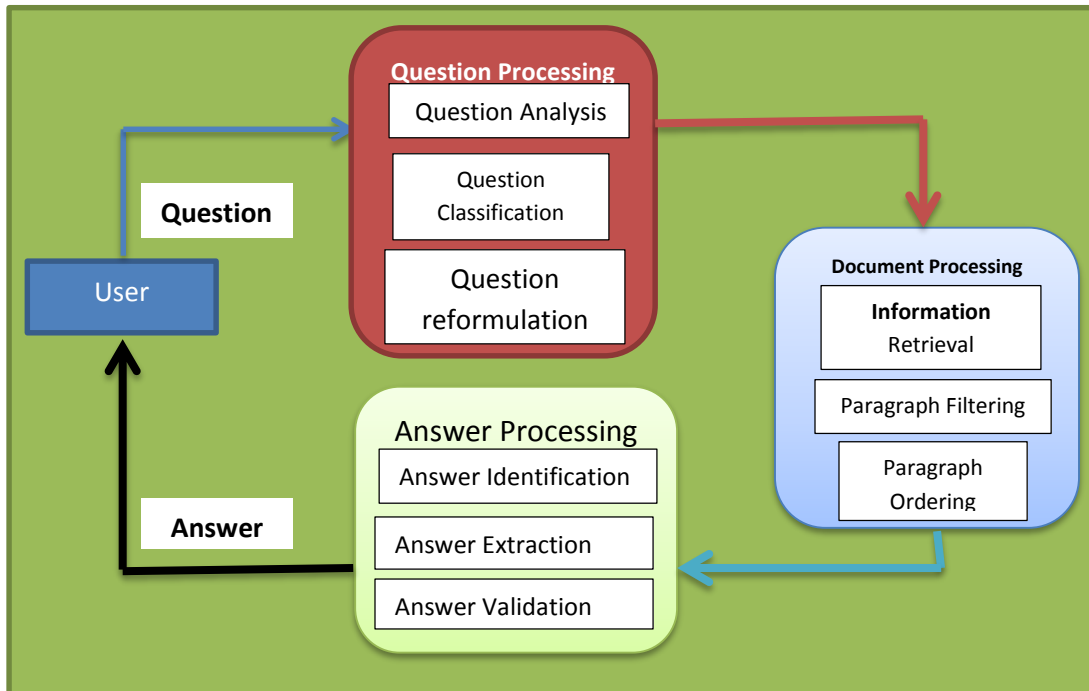 Question Processing
Question Analysis
Question
Classification
Question
reformulation
Question
User
Document Processing
Information
Retrieval
Paragraph Filtering
Paragraph
Ordering
Answer Processing
Answer Identification
Answer Extraction
Answer Validation
Answer